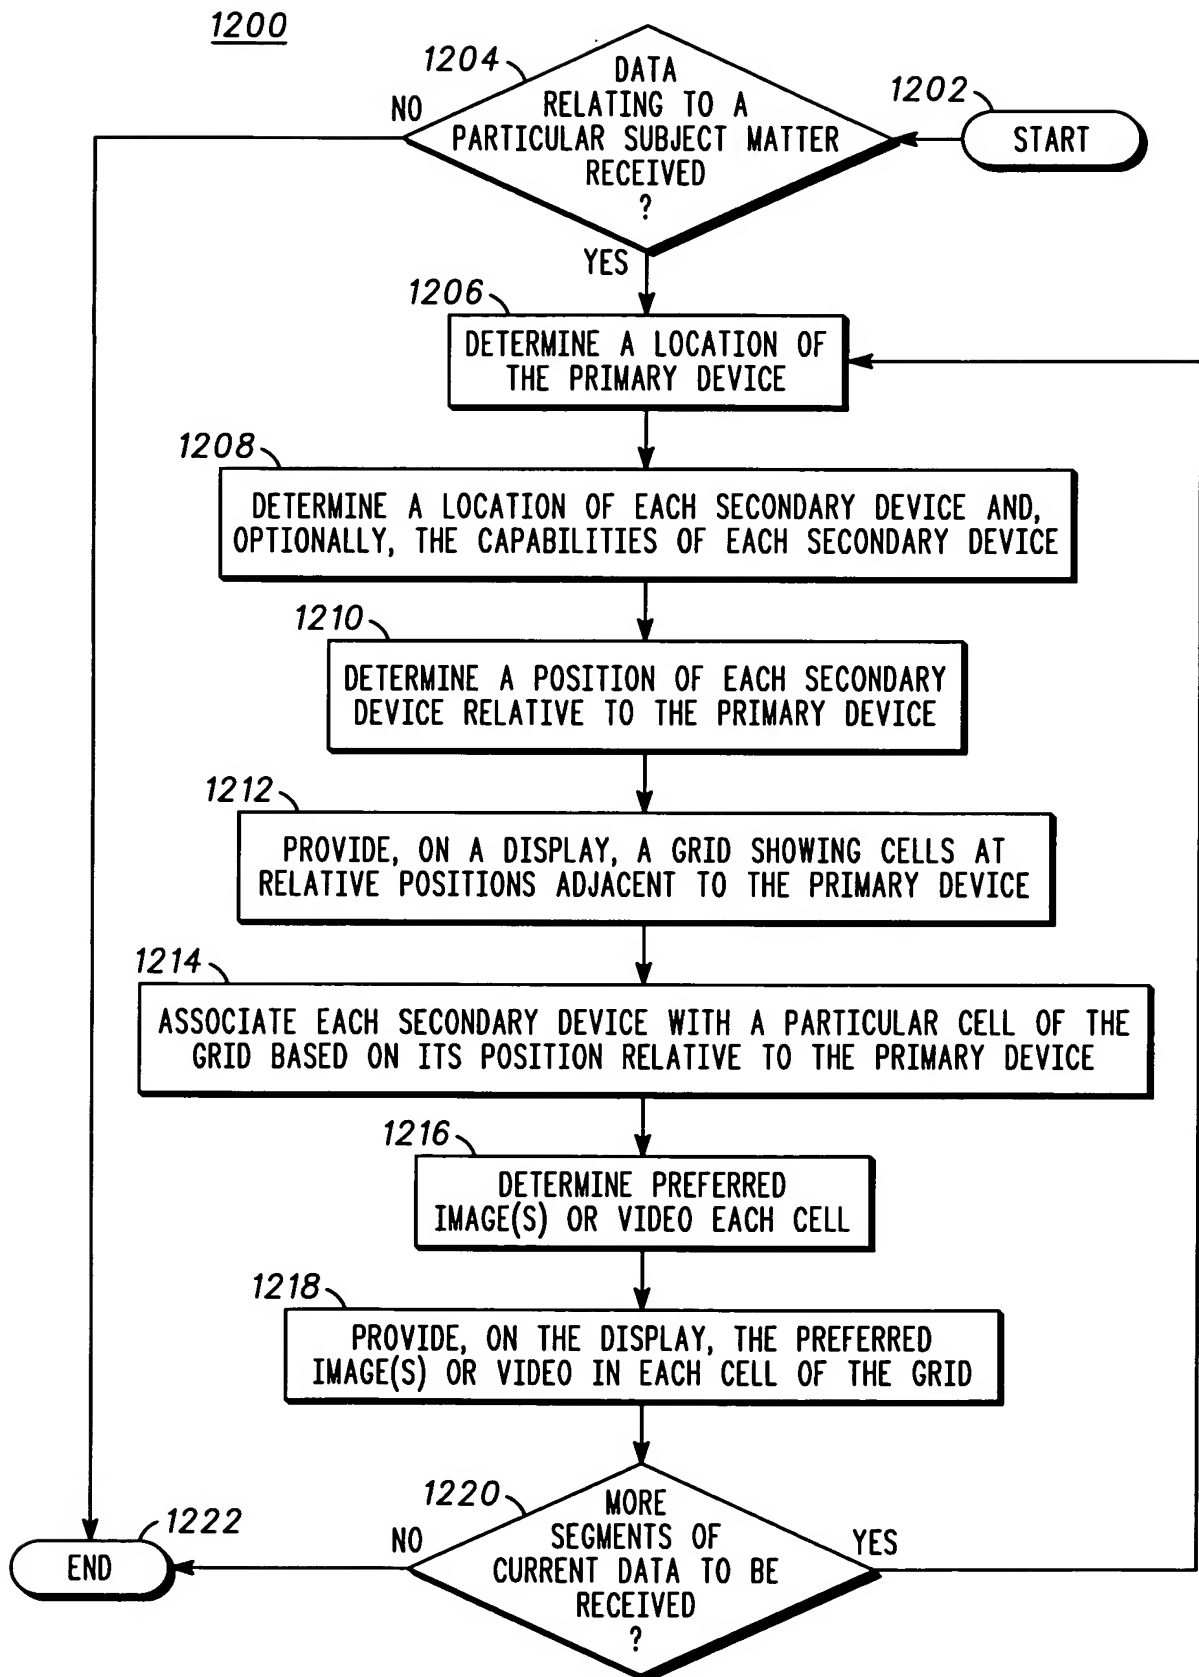 1200
1204
DATA
RELATING TO A
PARTICULAR SUBJECT MATTER
RECEIVED
?
NO
1202
START
YES
1206
DETERMINE A LOCATION OF
THE PRIMARY DEVICE
1208
DETERMINE A LOCATION OF EACH SECONDARY DEVICE AND,
OPTIONALLY, THE CAPABILITIES OF EACH SECONDARY DEVICE
1210
DETERMINE A POSITION OF EACH SECONDARY
DEVICE RELATIVE TO THE PRIMARY DEVICE
1212
PROVIDE, ON A DISPLAY, A GRID SHOWING CELLS AT
RELATIVE POSITIONS ADJACENT TO THE PRIMARY DEVICE
1214
ASSOCIATE EACH SECONDARY DEVICE WITH A PARTICULAR CELL OF THE
GRID BASED ON ITS POSITION RELATIVE TO THE PRIMARY DEVICE
1216
DETERMINE PREFERRED
IMAGE(S) OR VIDEO EACH CELL
1218
PROVIDE, ON THE DISPLAY, THE PREFERRED
IMAGE(S) OR VIDEO IN EACH CELL OF THE GRID
1220
MORE
SEGMENTS OF
CURRENT DATA TO BE
RECEIVED
?
NO
YES
1222
END